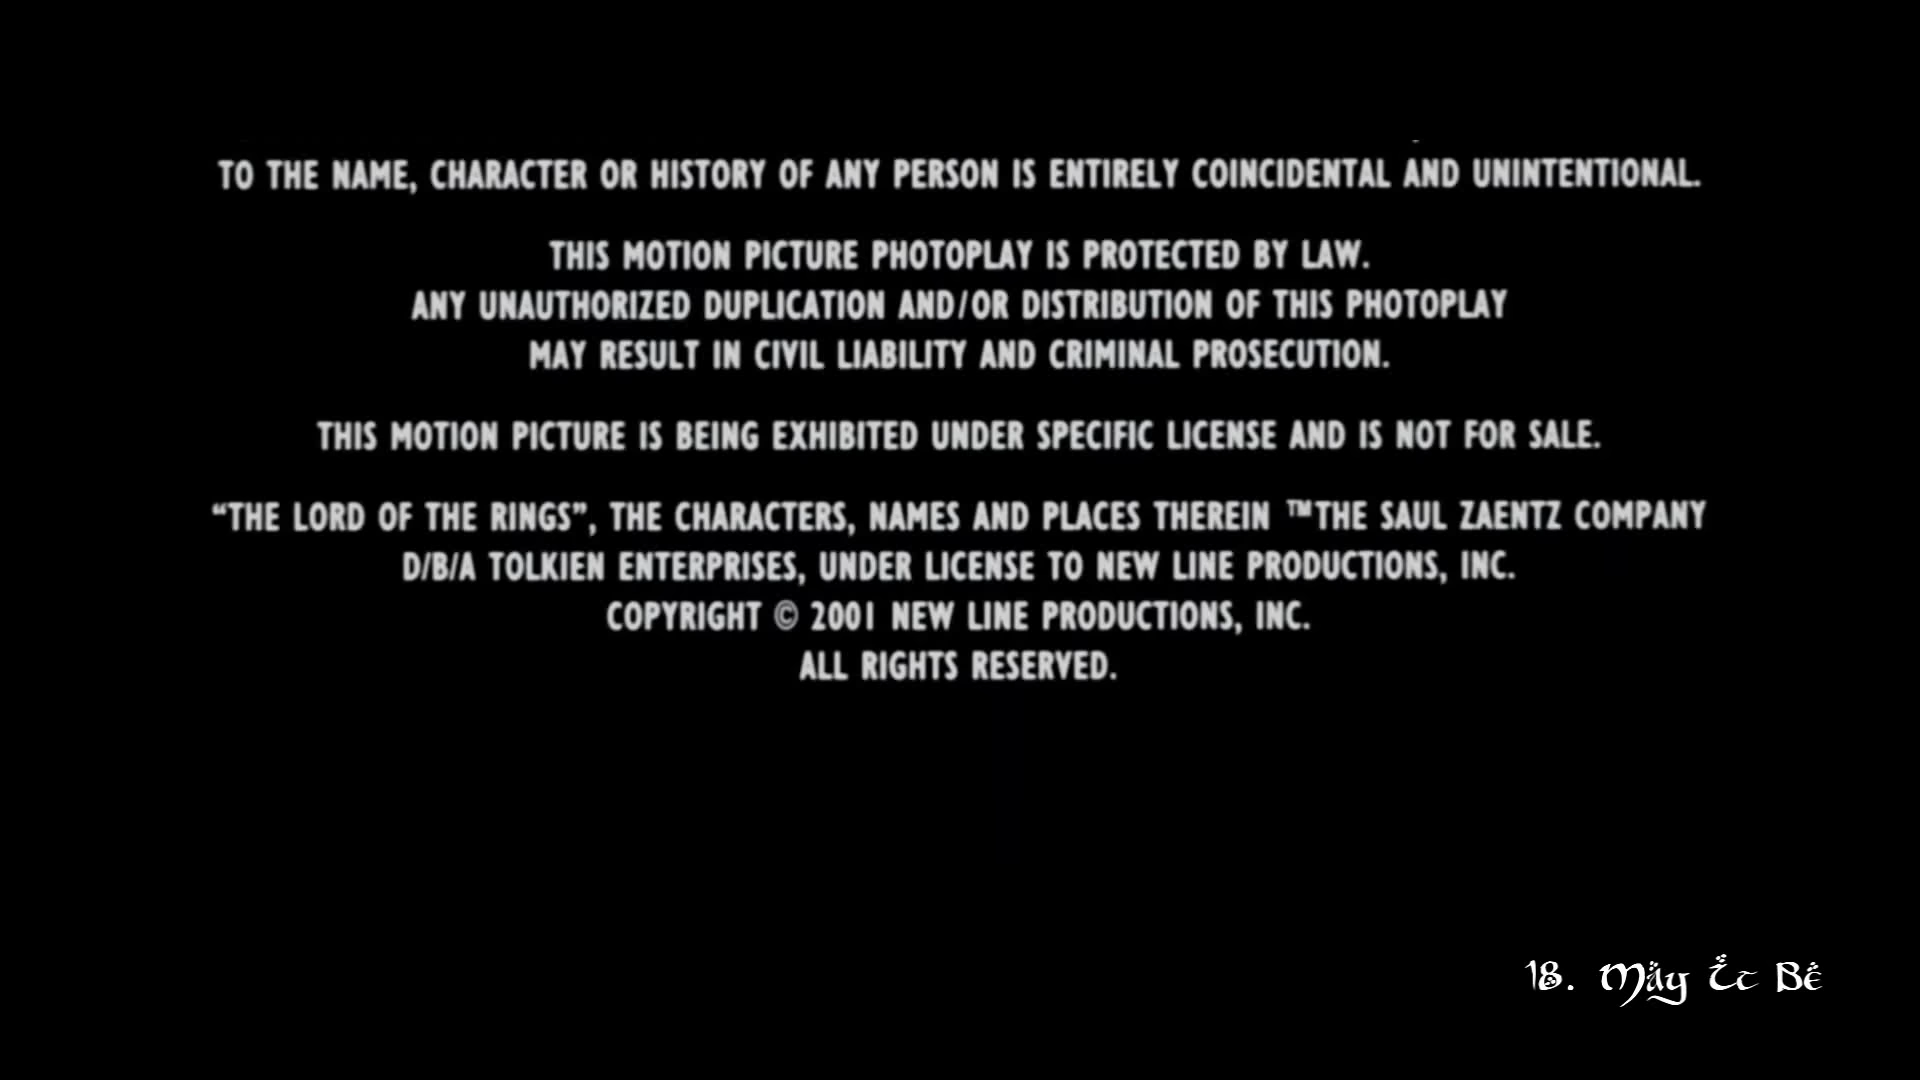 TO THE NAME, CHARACTER OR HISTORY OF ANY PERSON IS ENTIRELY COINCIDENTAL AND UNINTENTIONAL.
THIS MOTION PICTURE PHOTOPLAY IS PROTECTED BY LAW.
ANY UNAUTHORIZED DUPLICATION AND/OR DISTRIBUTION OF THIS PHOTOPLAY
MAY RESULT IN CIVIL LIABILITY AND CRIMINAL PROSECUTION.
THIS MOTION PICTURE IS BEING EXHIBITED UNDER SPECIFIC LICENSE AND IS NOT FOR SALE.
“THE LORD OF THE RINGS”, THE CHARACTERS, NAMES AND PLACES THEREIN ™THE SAUL ZAENTZ COMPANY
D/B/A TOLKIEN ENTERPRISES, UNDER LICENSE TO NEW LINE PRODUCTIONS, INC.
COPYRIGHT © 2001 NEW LINE PRODUCTIONS, INC.
ALL RIGHTS RESERVED.
18. May It Be